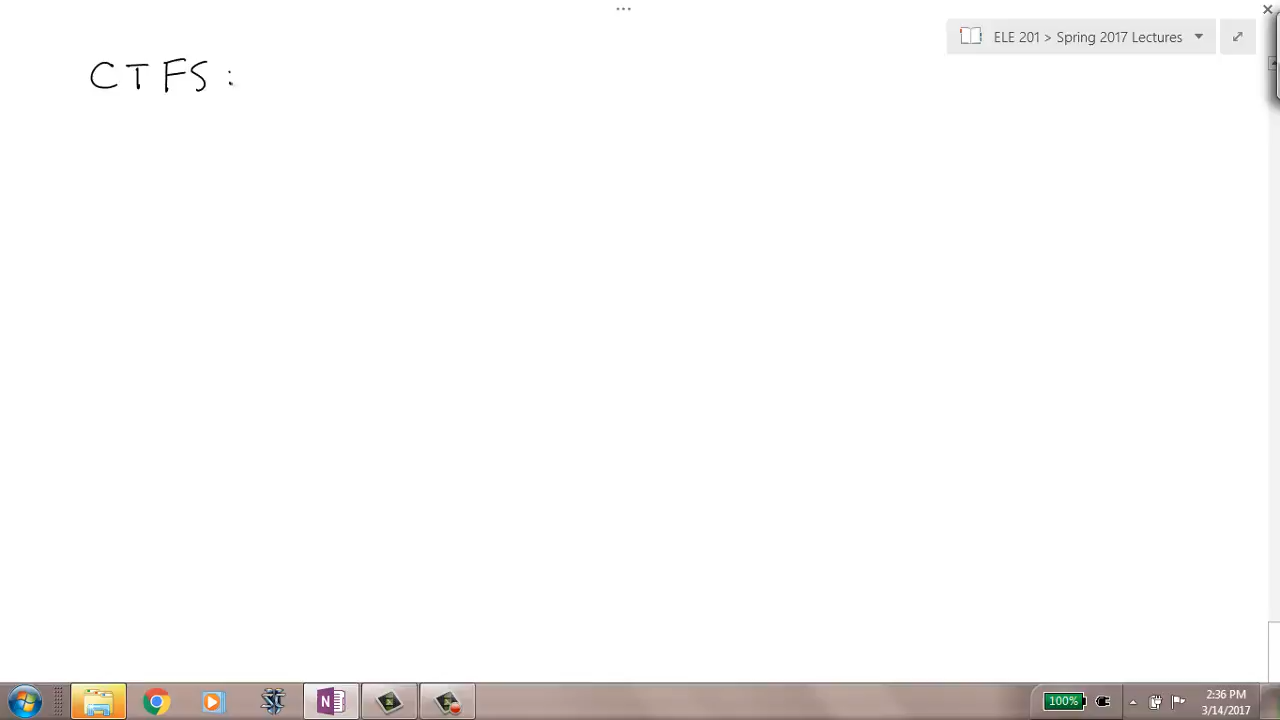 ...
ELE 201 > Spring 2017 Lectures
CTFS:
100%
2:36 PM
3/14/2017